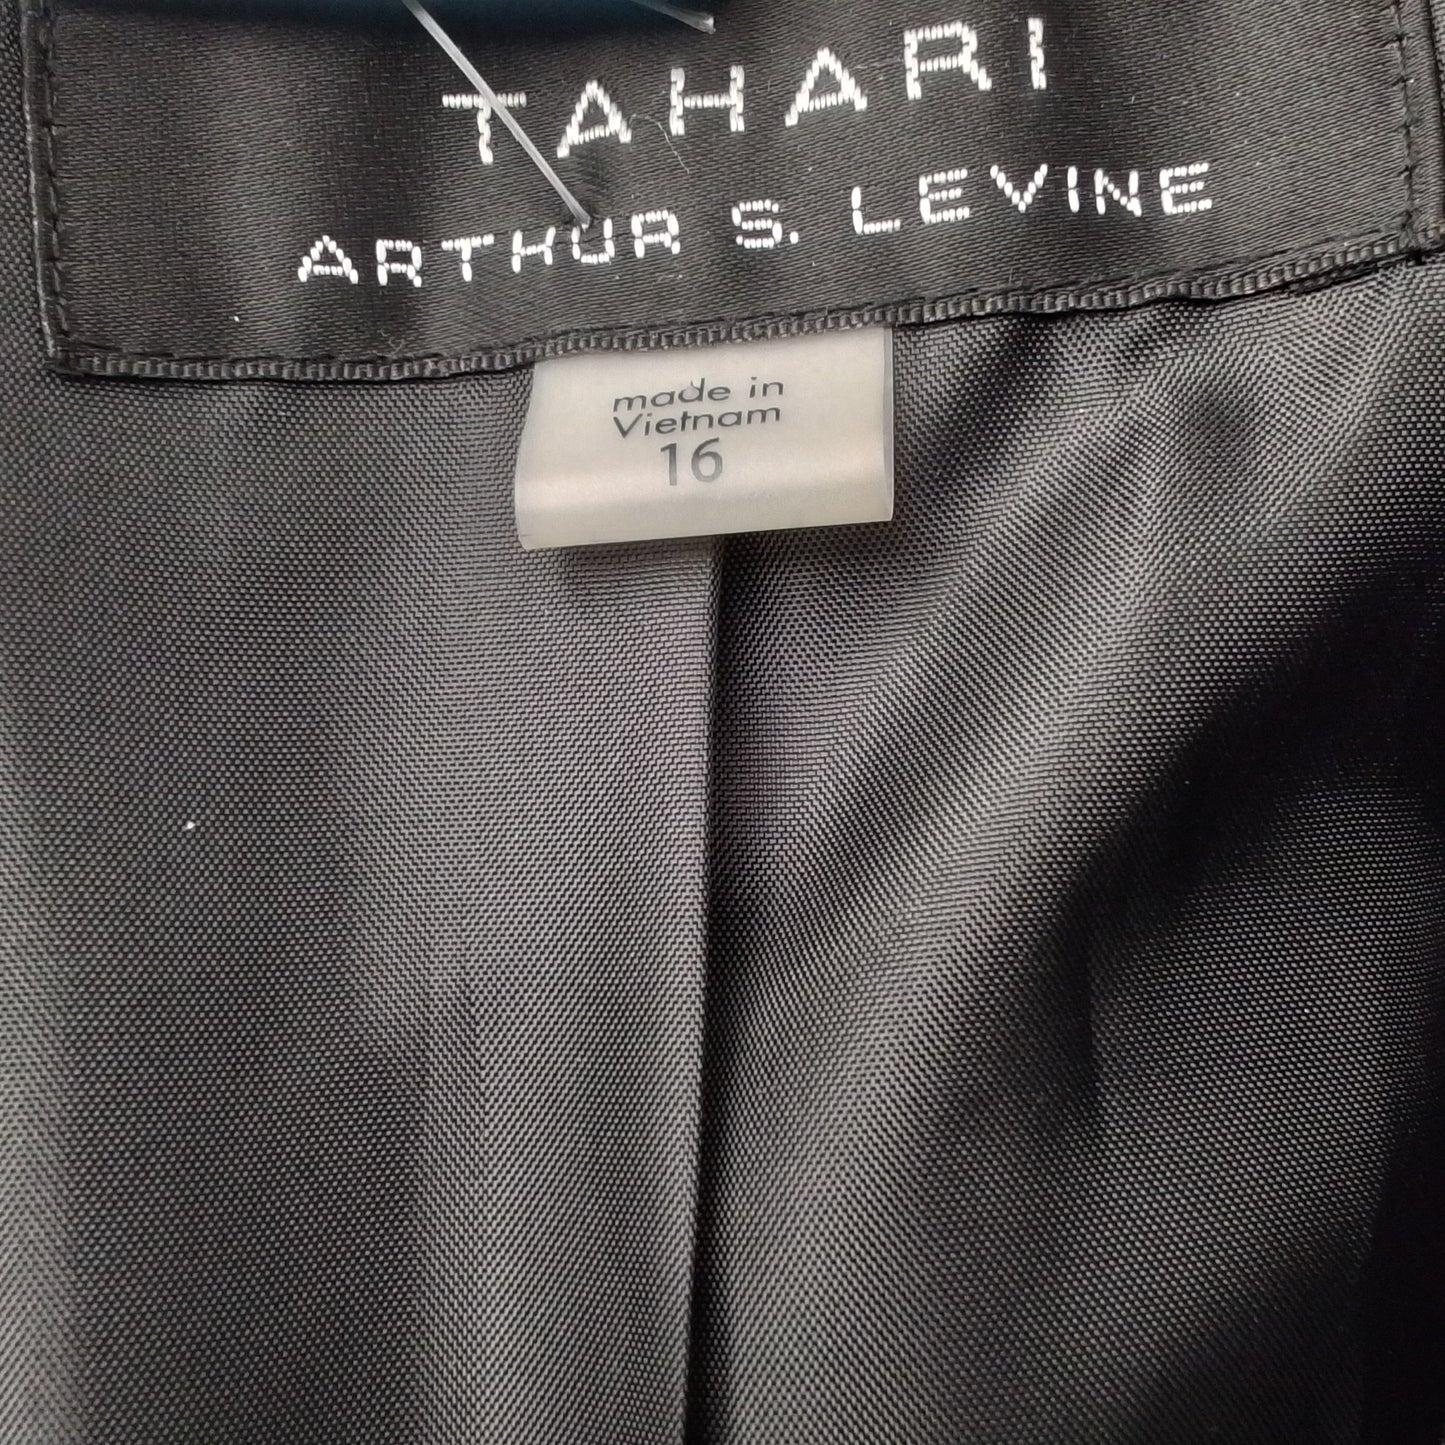 TAHARI
ARTHUR S. LEVINE
made in
Vietnam
16